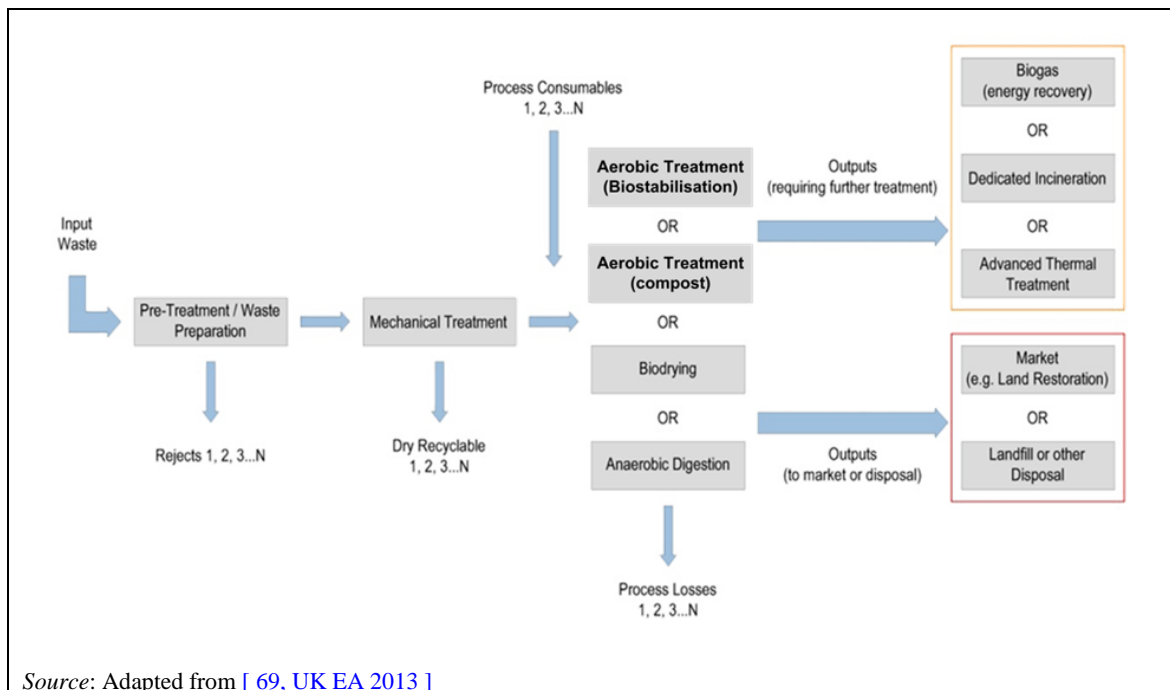 Input
Waste
Pre-Treatment / Waste
Preparation
Rejects 1, 2, 3...N
Mechanical Treatment
Dry Recyclable
1, 2, 3...N
Process Consumables
1, 2, 3...N
Aerobic Treatment
(Biostabilisation)
OR
Aerobic Treatment
(compost)
OR
Biodrying
OR
Anaerobic Digestion
Process Losses
1, 2, 3...N
Outputs
(requiring further treatment)
Biogas
(energy recovery)
OR
Dedicated Incineration
OR
Advanced Thermal
Treatment
Outputs
(to market or disposal)
Market
(e.g. Land Restoration)
OR
Landfill or other
Disposal
Source: Adapted from [ 69, UK EA 2013 ]